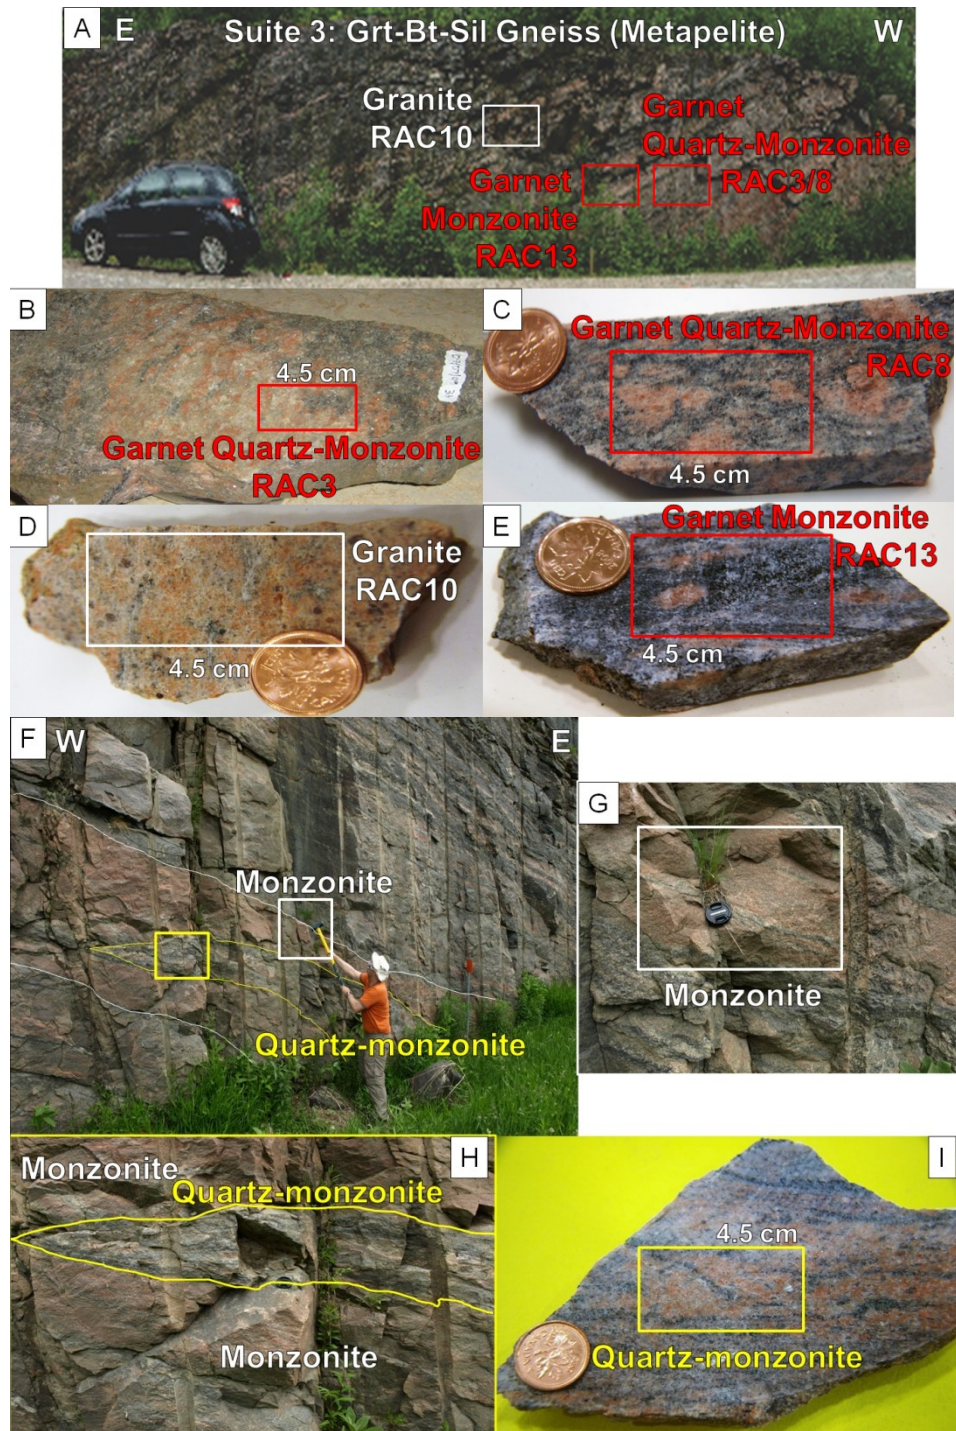 A
E
Suite 3: Grt-Bt-Sil Gneiss (Metapelite)
W
Granite
RAC10
Garnet
Quartz-Monzonite
RAC3/8
Garnet
Monzonite
RAC13
B
4.5 cm
Garnet Quartz-Monzonite
RAC3
C
Garnet Quartz-Monzonite
RAC8
4.5 cm
D
Granite
RAC10
4.5 cm
E
Garnet Monzonite
RAC13
4.5 cm
F
W
E
Monzonite
Quartz-monzonite
G
Monzonite
H
Monzonite
Quartz-monzonite
Monzonite
I
4.5 cm
Quartz-monzonite